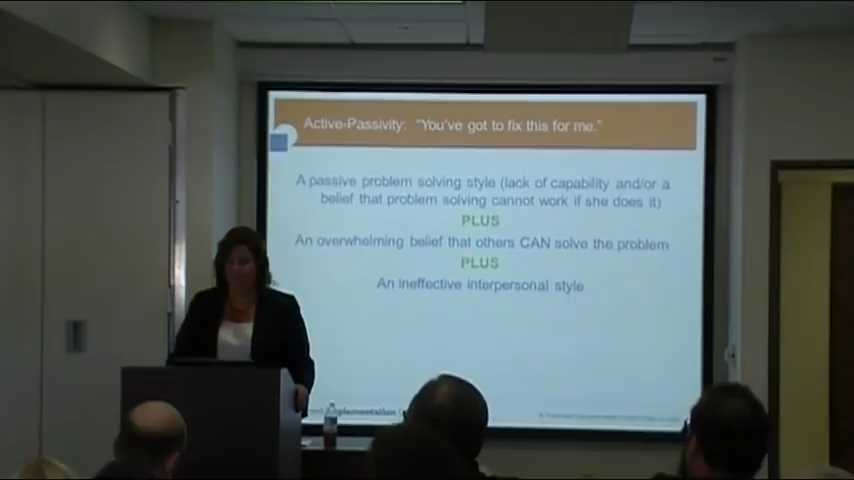 Active-Passivity: "You've got to fix this for me."
A passive problem solving style (lack of capability and/or a
belief that problem solving cannot work if she does it)
PLUS
An overwhelming belief that others CAN solve the problem
PLUS
An ineffective interpersonal style